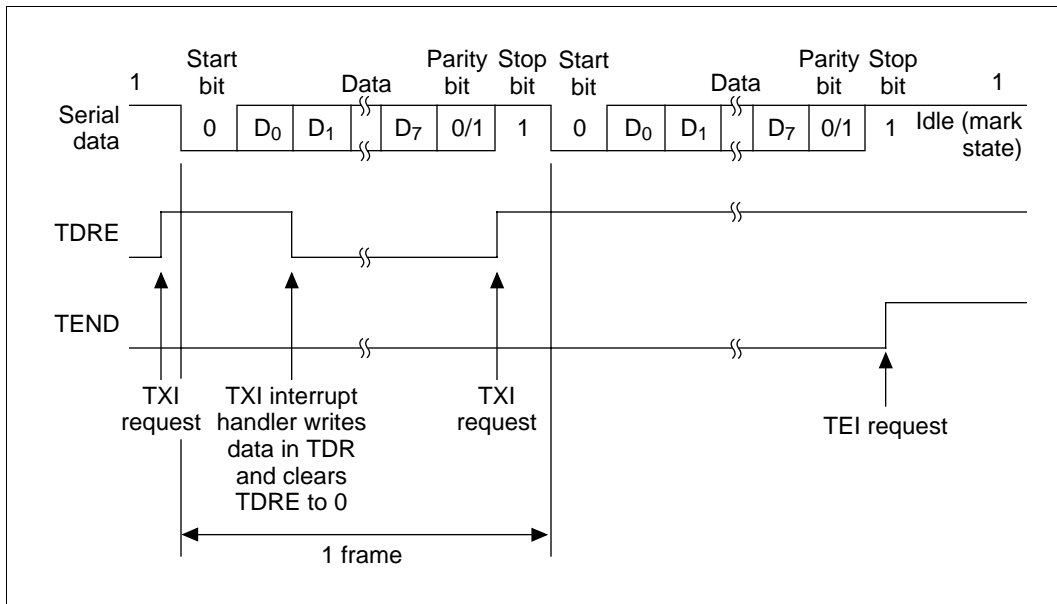 1 Start bit Data Parity bit Stop bit Start bit Data Parity bit Stop bit 1
Serial data 0 D₀ D₁ D₇ 0/1 1 0 D₀ D₁ D₇ 0/1 1 Idle (mark state)
TDRE
TEND
TXI request
TXI interrupt handler writes data in TDR and clears TDRE to 0
TXI request
TEI request
1 frame